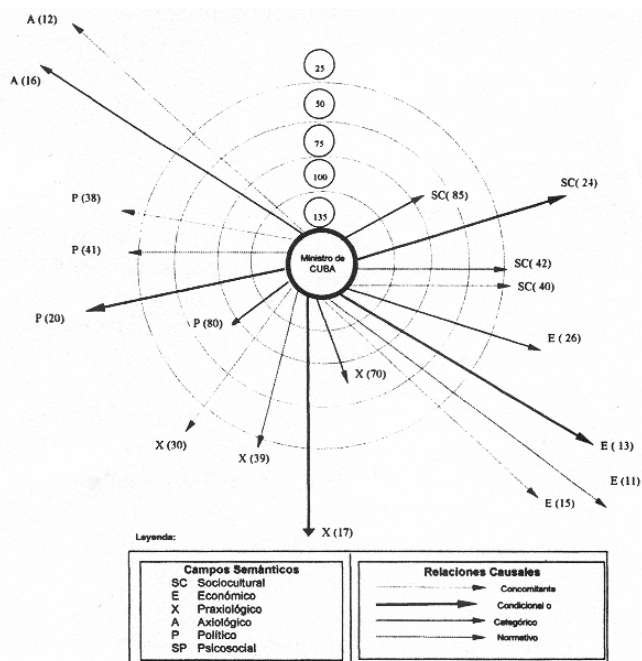 A (12)
25
A (16)
50
75
100
SC( 85)
SC( 24)
P (38)
135
P (41)
Ministro de
CUBA
SC( 42)
SC( 40)
P (20)
P (80)
E (26)
X (70)
X (30)
X (39)
E ( 13)
E (11)
E (15)
X (17)
Leyenda:
Campos Semánticos
SC Sociocultural
E Económico
X Praxiológico
A Axiológico
P Político
SP Psicosocial
Relaciones Causales
Concomitante
Condicional o
Categórico
Normativo